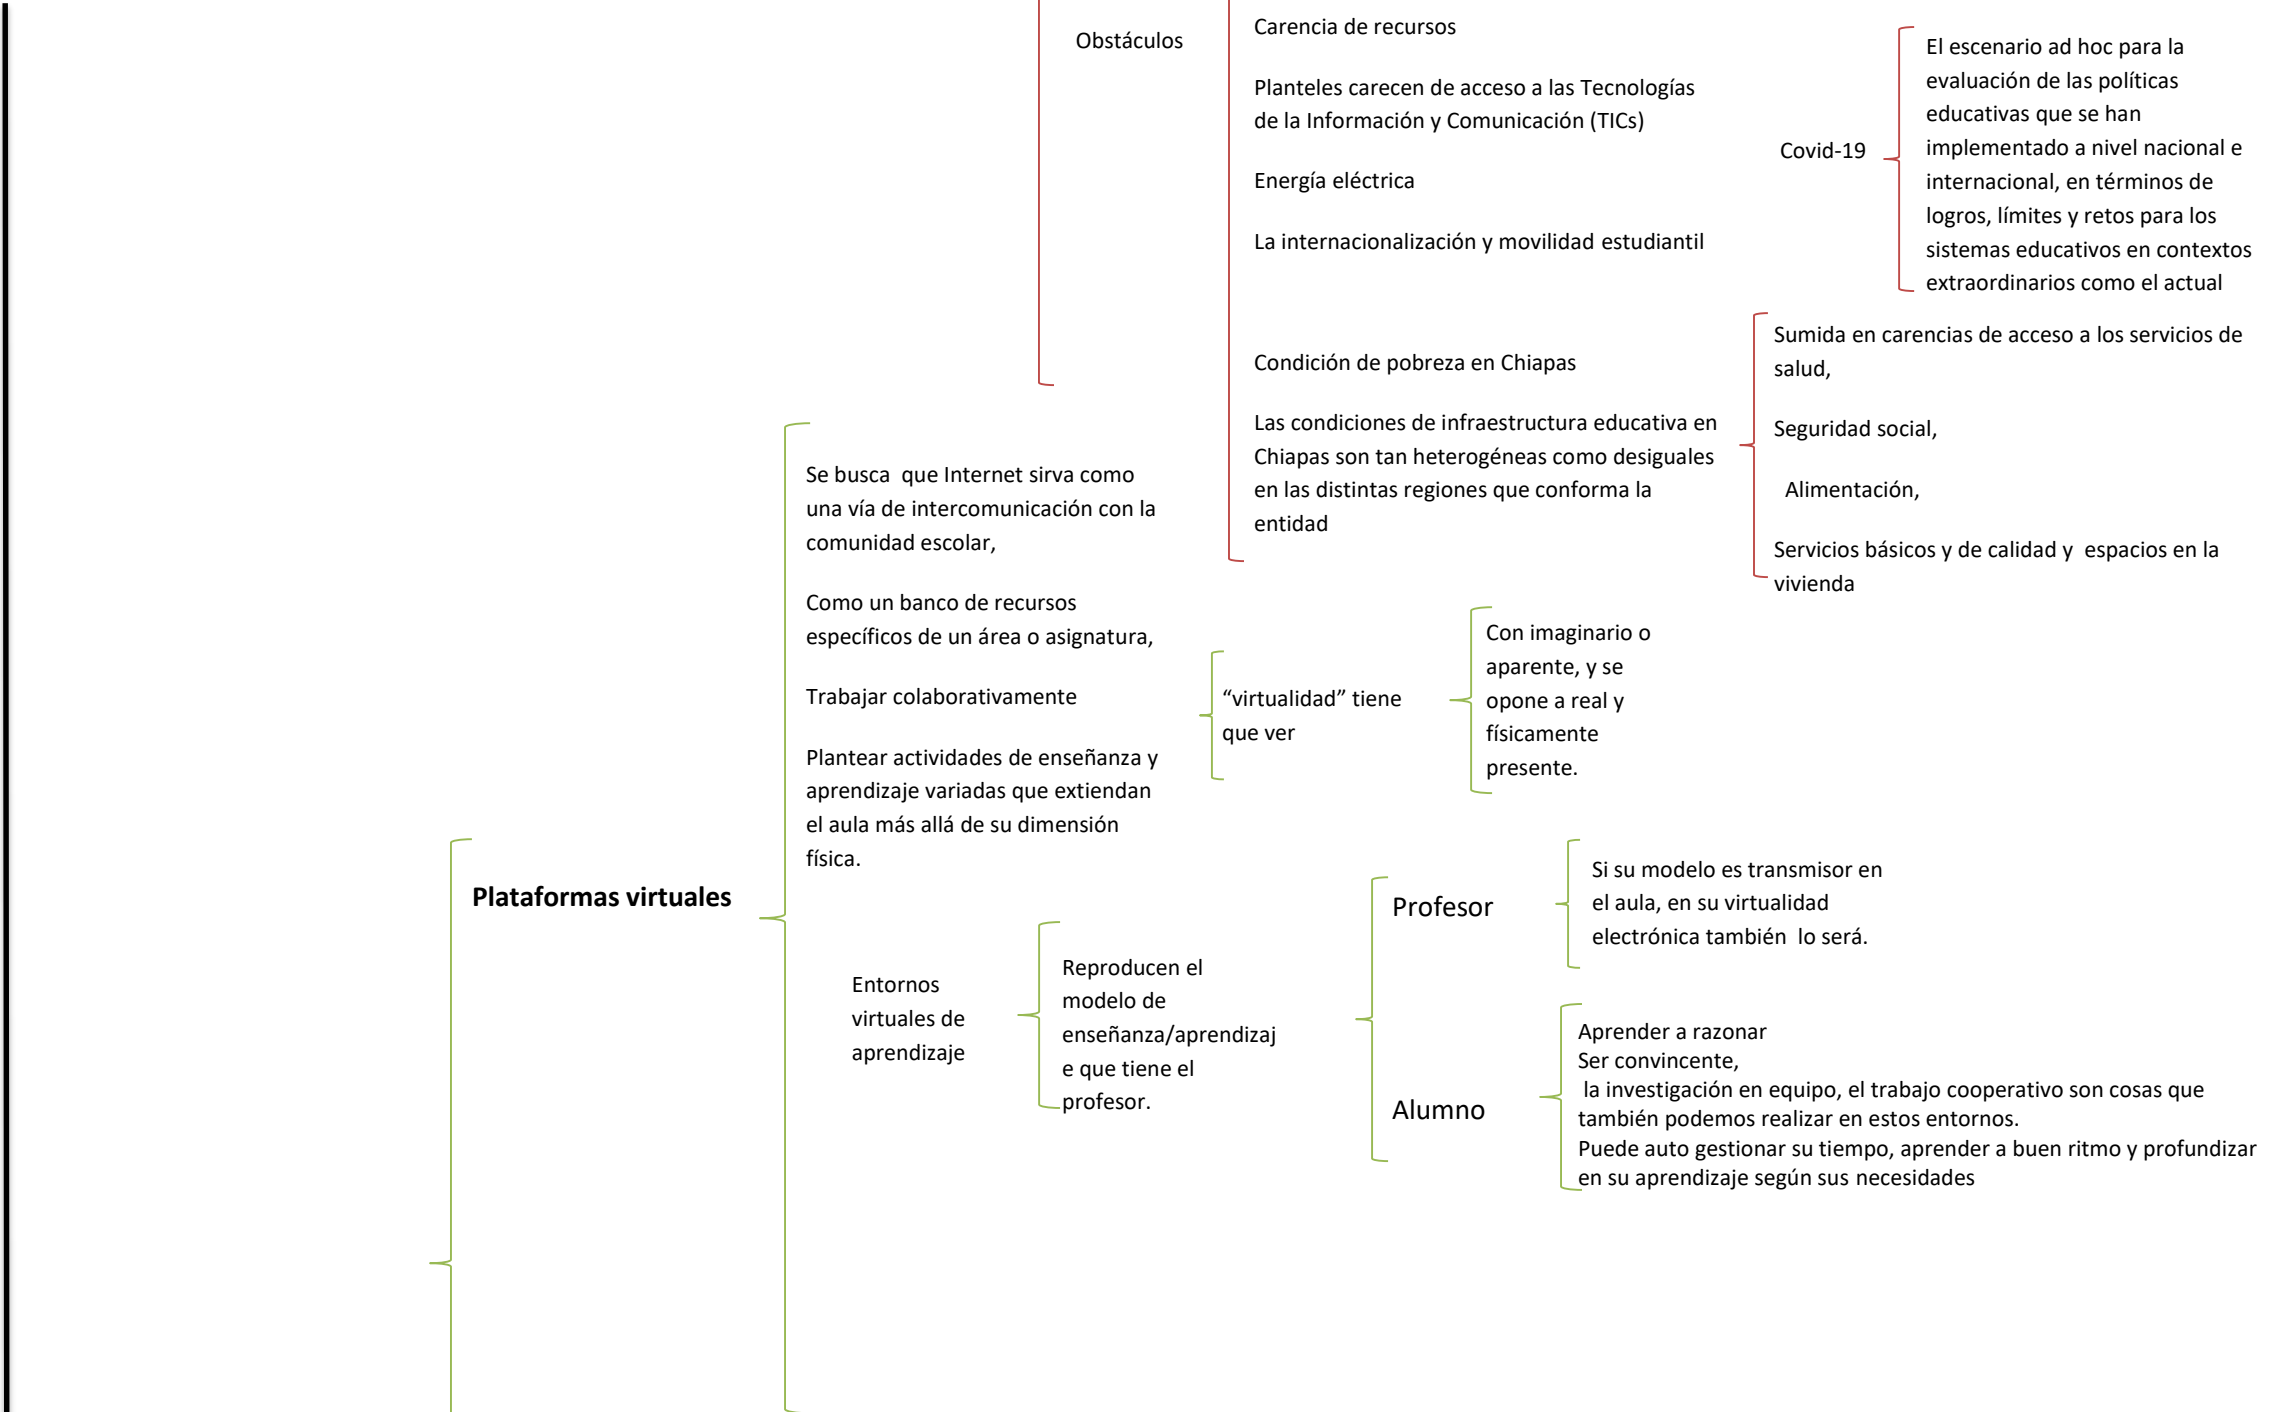 Obstáculos
Carencia de recursos
Planteles carecen de acceso a las Tecnologías
de la Información y Comunicación (TICs)
Energía eléctrica
La internacionalización y movilidad estudiantil
Covid-19
El escenario ad hoc para la
evaluación de las políticas
educativas que se han
implementado a nivel nacional e
internacional, en términos de
logros, límites y retos para los
sistemas educativos en contextos
extraordinarios como el actual
Condición de pobreza en Chiapas
Las condiciones de infraestructura educativa en
Chiapas son tan heterogéneas como desiguales
en las distintas regiones que conforma la
entidad
Sumida en carencias de acceso a los servicios de
salud,
Seguridad social,
Alimentación,
Servicios básicos y de calidad y  espacios en la
vivienda
Plataformas virtuales
Se busca  que Internet sirva como
una vía de intercomunicación con la
comunidad escolar,
Como un banco de recursos
específicos de un área o asignatura,
Trabajar colaborativamente
Plantear actividades de enseñanza y
aprendizaje variadas que extiendan
el aula más allá de su dimensión
física.
“virtualidad” tiene
que ver
Con imaginario o
aparente, y se
opone a real y
físicamente
presente.
Entornos
virtuales de
aprendizaje
Reproducen el
modelo de
enseñanza/aprendizaj
e que tiene el
profesor.
Profesor
Si su modelo es transmisor en
el aula, en su virtualidad
electrónica también  lo será.
Alumno
Aprender a razonar
Ser convincente,
la investigación en equipo, el trabajo cooperativo son cosas que
también podemos realizar en estos entornos.
Puede auto gestionar su tiempo, aprender a buen ritmo y profundizar
en su aprendizaje según sus necesidades